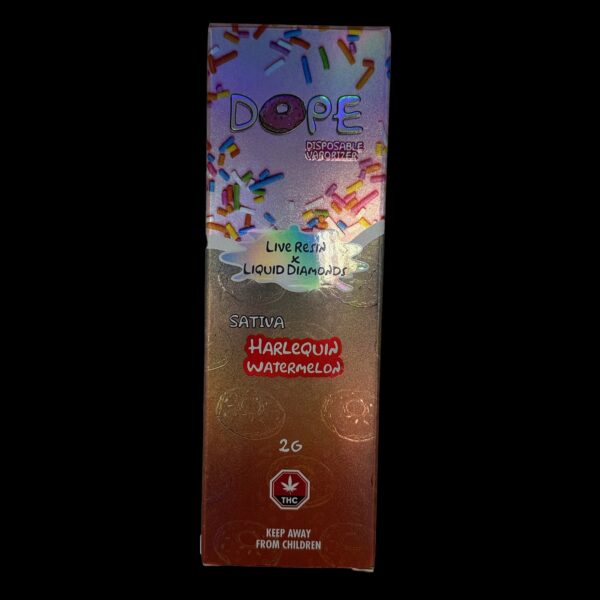 DOPE
DISPOSABLE
VAPORIZER
Live Resin
x
Liquid Diamonds
SATIVA
HARLEQUIN
WATERMELON
2G
THC
KEEP AWAY
FROM CHILDREN